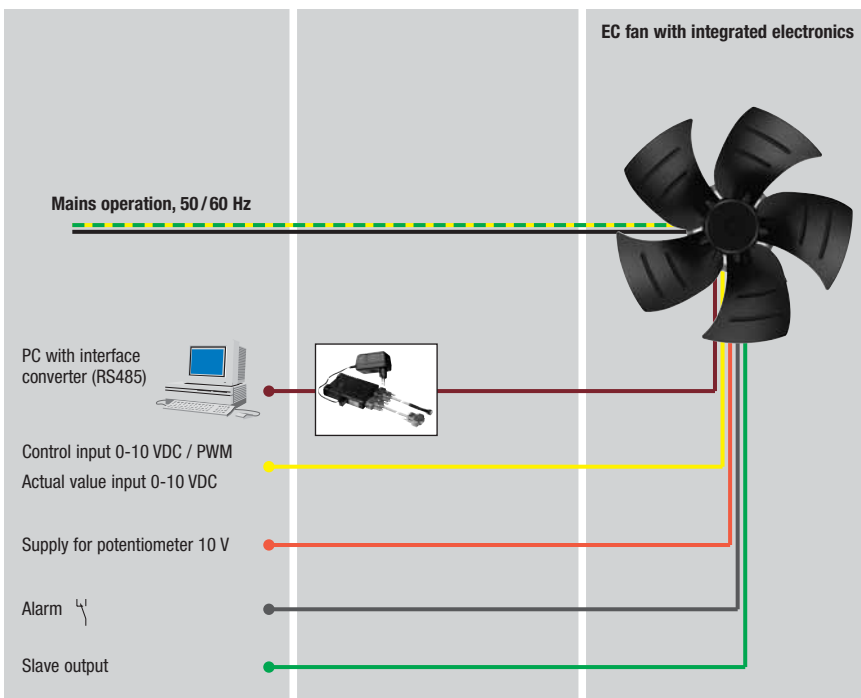 EC fan with integrated electronics
Mains operation, 50/60 Hz
PC with interface
converter (RS485)
Control input 0-10 VDC / PWM
Actual value input 0-10 VDC
Supply for potentiometer 10 V
Alarm
Slave output